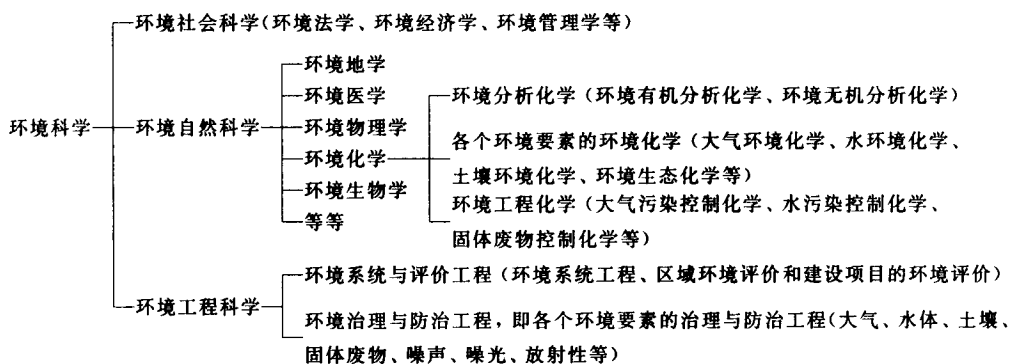 环境社会科学(环境法学、环境经济学、环境管理学等)
环境地学
环境医学
环境分析化学（环境有机分析化学、环境无机分析化学）
环境科学
环境自然科学
环境物理学
各个环境要素的环境化学（大气环境化学、水环境化学、
环境化学
土壤环境化学、环境生态化学等）
环境生物学
环境工程化学（大气污染控制化学、水污染控制化学、
等等
固体废物控制化学等）
环境系统与评价工程（环境系统工程、区域环境评价和建设项目的环境评价）
环境工程科学
环境治理与防治工程，即各个环境要素的治理与防治工程(大气、水体、土壤、
固体废物、噪声、噪光、放射性等)